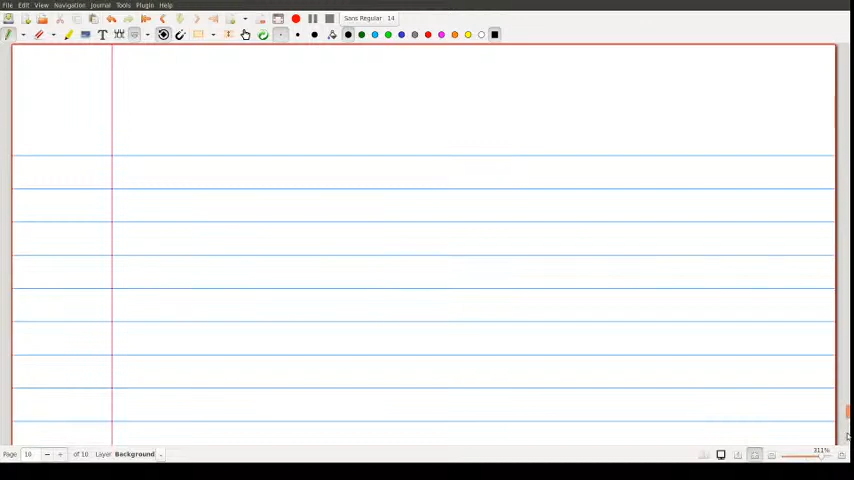 File Edit View Navigation Journal Tools Plugin Help
Sans Regular 14
Page 10 of 10 Layer Background 311%